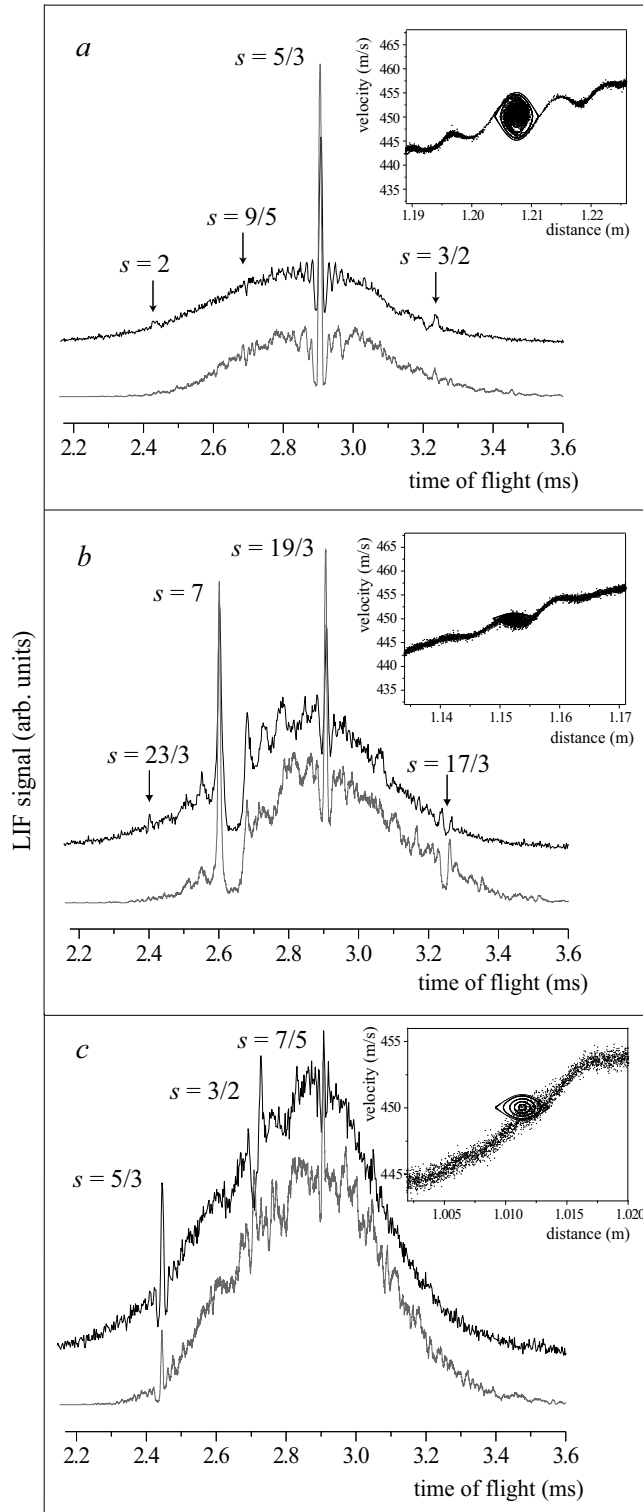 a
s = 5/3
s = 9/5
s = 2
s = 3/2
velocity (m/s)
465
460
455
450
445
440
435
1.19 1.20 1.21 1.22
distance (m)
2.2 2.4 2.6 2.8 3.0 3.2 3.4 3.6
time of flight (ms)
b
s = 19/3
s = 7
s = 23/3
s = 17/3
velocity (m/s)
465
460
455
450
445
440
435
1.14 1.15 1.16 1.17
distance (m)
2.2 2.4 2.6 2.8 3.0 3.2 3.4 3.6
time of flight (ms)
LIF signal (arb. units)
c
s = 7/5
s = 3/2
s = 5/3
velocity (m/s)
455
450
445
1.005 1.010 1.015 1.020
distance (m)
2.2 2.4 2.6 2.8 3.0 3.2 3.4 3.6
time of flight (ms)